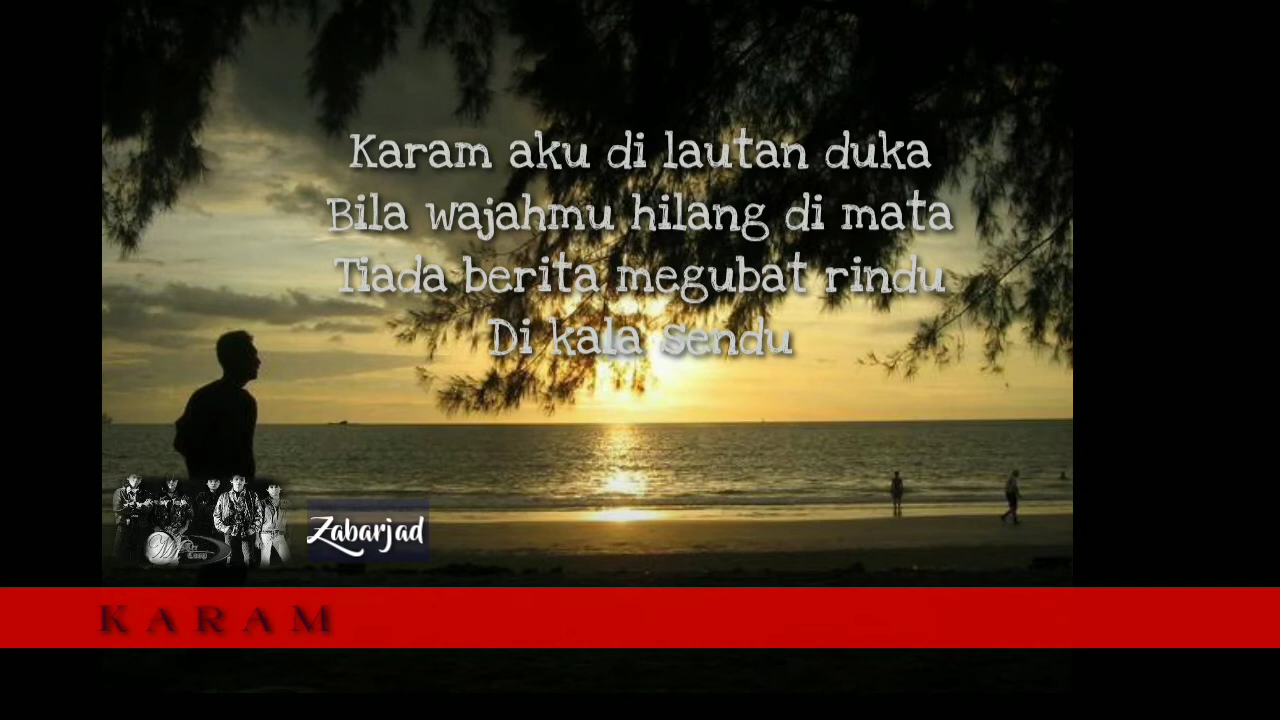 Karam aku di lautan duka
Bila wajahmu hilang di mata
Tiada berita megubat rindu
Di kala sendu
Zabarjad
KARAM